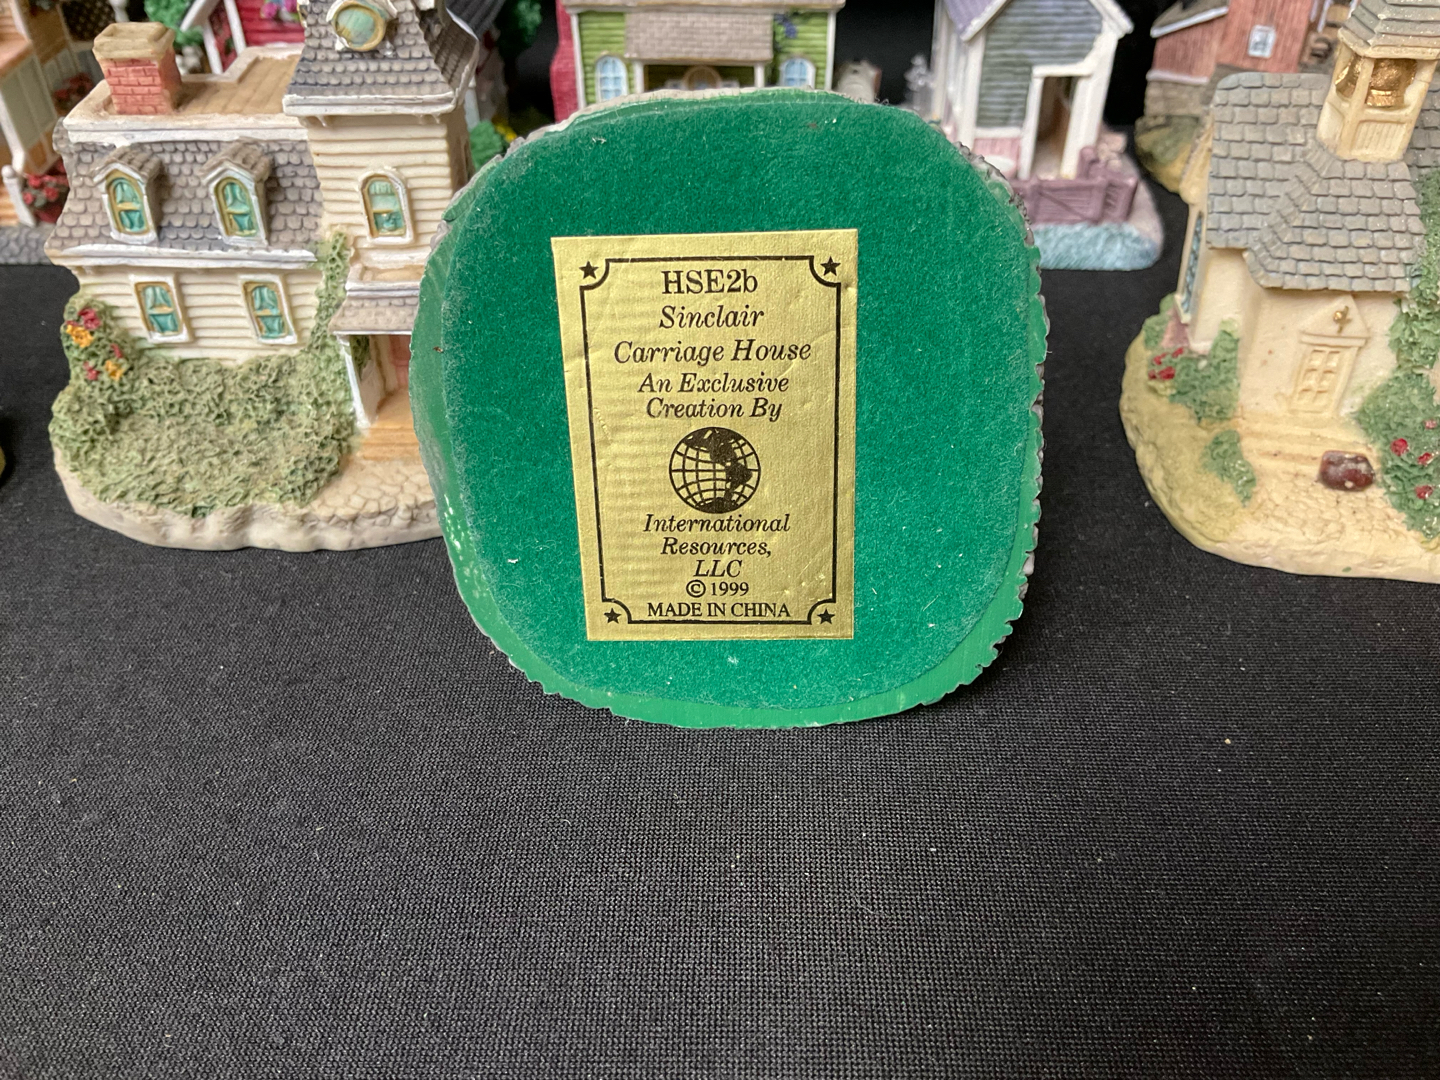 HSE2b
Sinclair
Carriage House
An Exclusive
Creation By
International
Resources,
LLC
© 1999
MADE IN CHINA